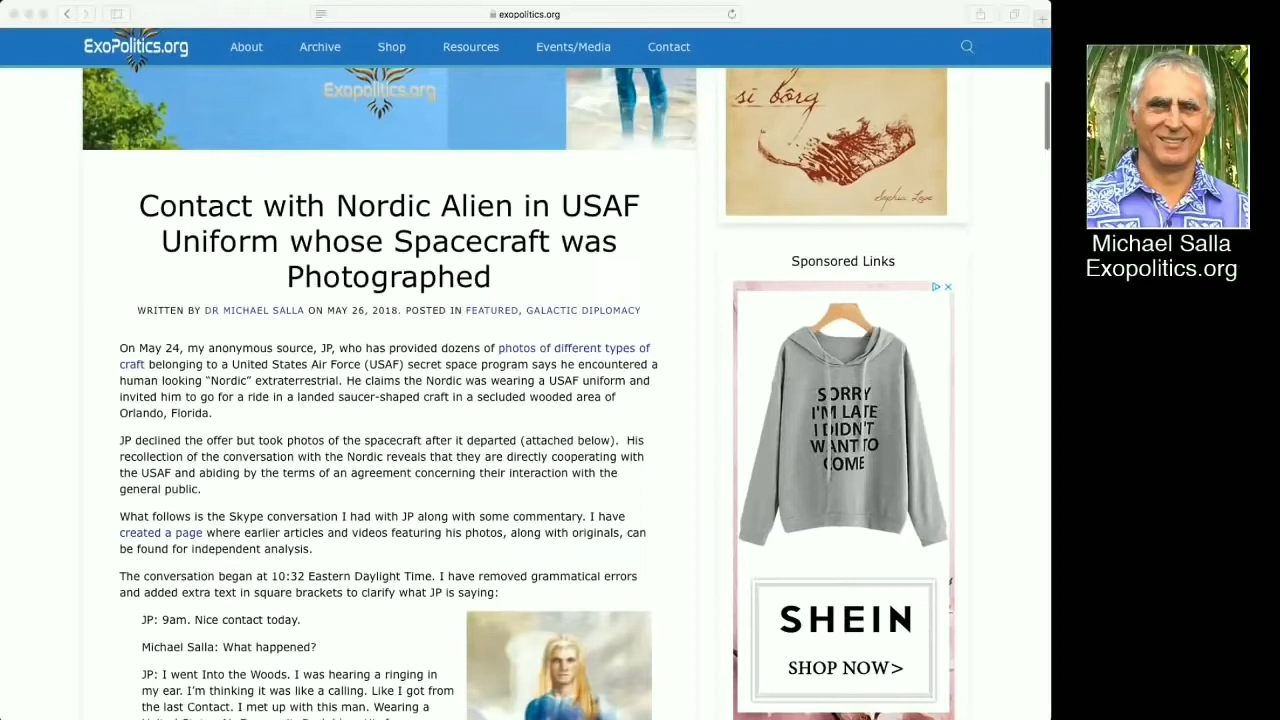 exopolitics.org
ExoPolitics.org
About
Archive
Shop
Resources
Events/Media
Contact
Exopolitics.org
si bôrg
Contact with Nordic Alien in USAF
Uniform whose Spacecraft was
Photographed
WRITTEN BY DR MICHAEL SALLA ON MAY 26, 2018. POSTED IN FEATURED, GALACTIC DIPLOMACY
On May 24, my anonymous source, JP, who has provided dozens of photos of different types of
craft belonging to a United States Air Force (USAF) secret space program says he encountered a
human looking “Nordic” extraterrestrial. He claims the Nordic was wearing a USAF uniform and
invited him to go for a ride in a landed saucer-shaped craft in a secluded wooded area of
Orlando, Florida.
JP declined the offer but took photos of the spacecraft after it departed (attached below).  His
recollection of the conversation with the Nordic reveals that they are directly cooperating with
the USAF and abiding by the terms of an agreement concerning their interaction with the
general public.
What follows is the Skype conversation I had with JP along with some commentary. I have
created a page where earlier articles and videos featuring his photos, along with originals, can
be found for independent analysis.
The conversation began at 10:32 Eastern Daylight Time. I have removed grammatical errors
and added extra text in square brackets to clarify what JP is saying:
JP: 9am. Nice contact today.
Michael Salla: What happened?
JP: I went Into the Woods. I was hearing a ringing in
my ear. I’m thinking it was like a calling. Like I got from
the last Contact. I met up with this man. Wearing a
Sponsored Links
SORRY
I'M LATE
I DIDN'T
WANT TO
COME
SHEIN
SHOP NOW>
Michael Salla
Exopolitics.org